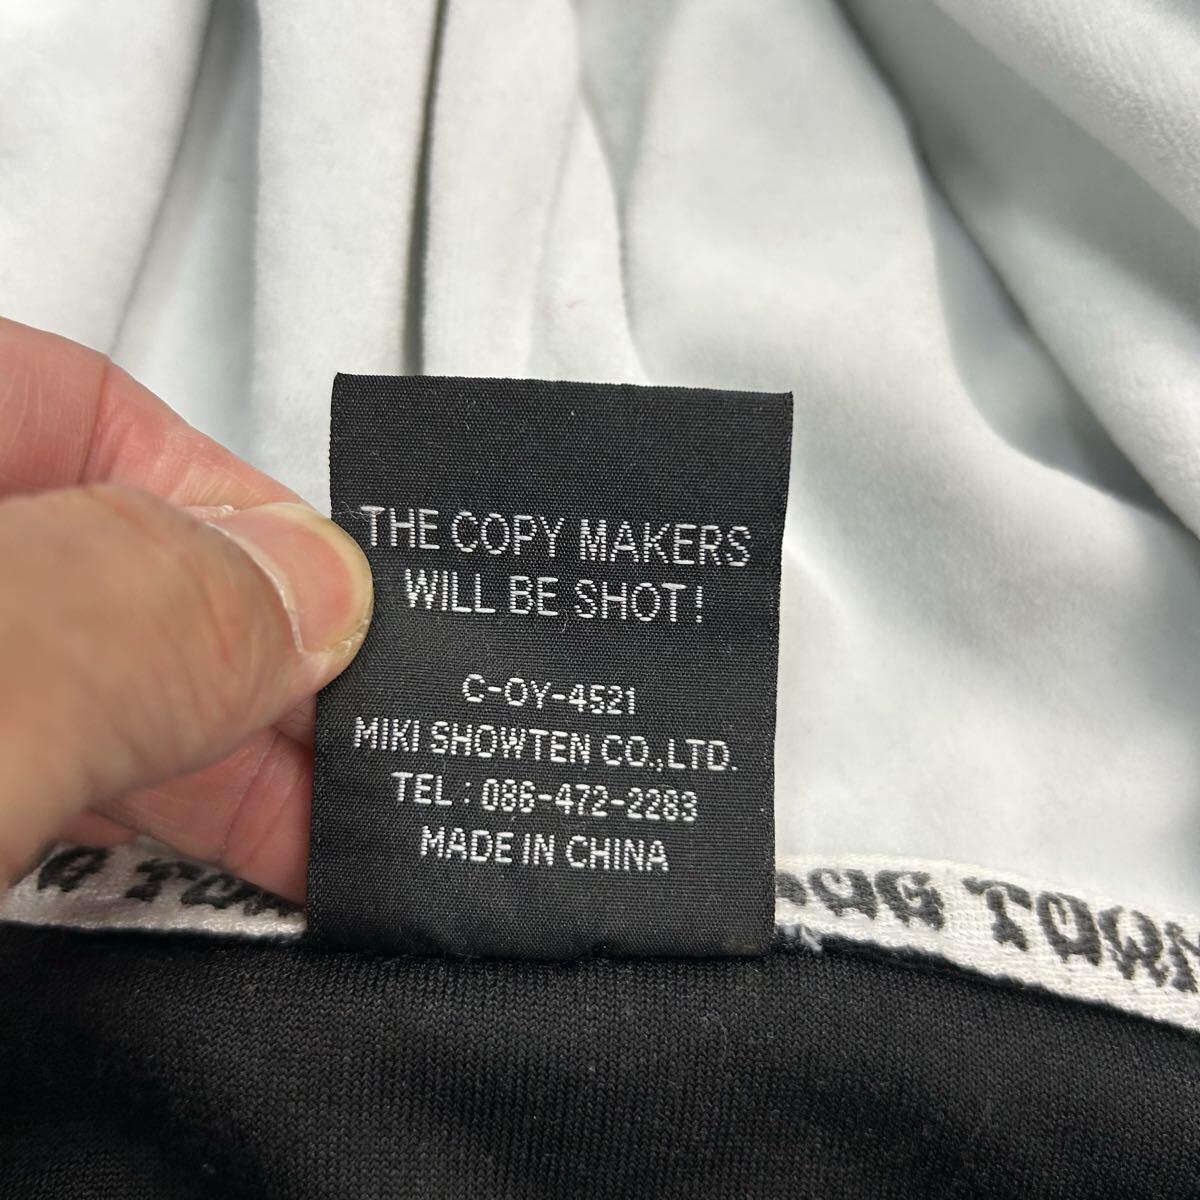 THE COPY MAKERS
WILL BE SHOT!
C-OY-4521
MIKI SHOWTEN CO.,LTD.
TEL : 086-472-2283
MADE IN CHINA
TOWN